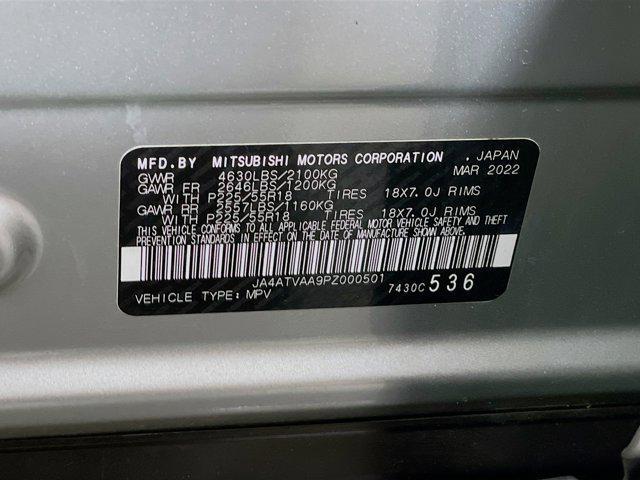 MFD.BY MITSUBISHI MOTORS CORPORATION . JAPAN
GVWR 4630LBS/2100KG MAR 2022
GAWR FR 2646LBS/1200KG
WITH P225/55R18 TIRES 18X7.0J RIMS
GAWR RR 2557LBS/1160KG
WITH P225/55R18 TIRES 18X7.0J RIMS
THIS VEHICLE CONFORMS TO ALL APPLICABLE FEDERAL MOTOR VEHICLE SAFETY AND THEFT
PREVENTION STANDARDS IN EFFECT ON THE DATE OF MANUFACTURE SHOWN ABOVE.
JA4ATVAA9PZ000501
VEHICLE TYPE: MPV 7430C 536